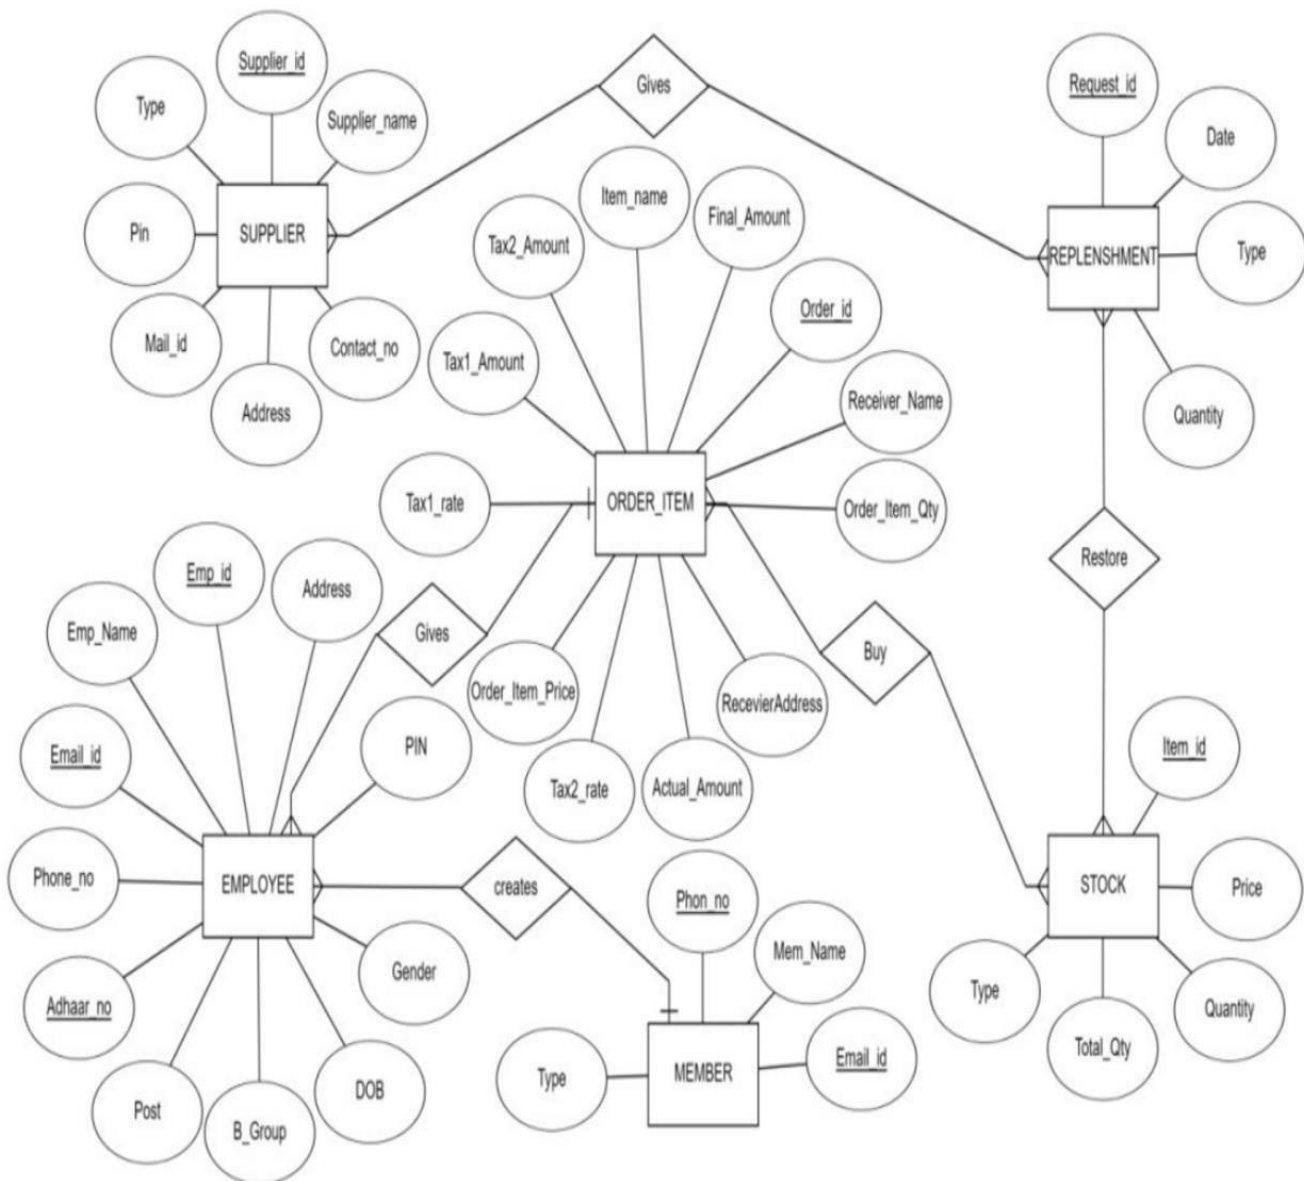 Supplier_id
Type
Supplier_name
Pin
SUPPLIER
Mail_id
Contact_no
Address
Gives
Request_id
Date
REPLENSHMENT
Type
Quantity
Item_name
Final_Amount
Tax2_Amount
Order_id
Tax1_Amount
Receiver_Name
Tax1_rate
ORDER_ITEM
Order_Item_Qty
Order_Item_Price
RecevierAddress
Tax2_rate
Actual_Amount
Restore
Gives
Buy
Emp_id
Address
Emp_Name
Email_id
PIN
Phone_no
EMPLOYEE
Adhaar_no
Gender
Post
B_Group
DOB
creates
Phon_no
Mem_Name
Type
MEMBER
Email_id
Item_id
STOCK
Price
Type
Total_Qty
Quantity